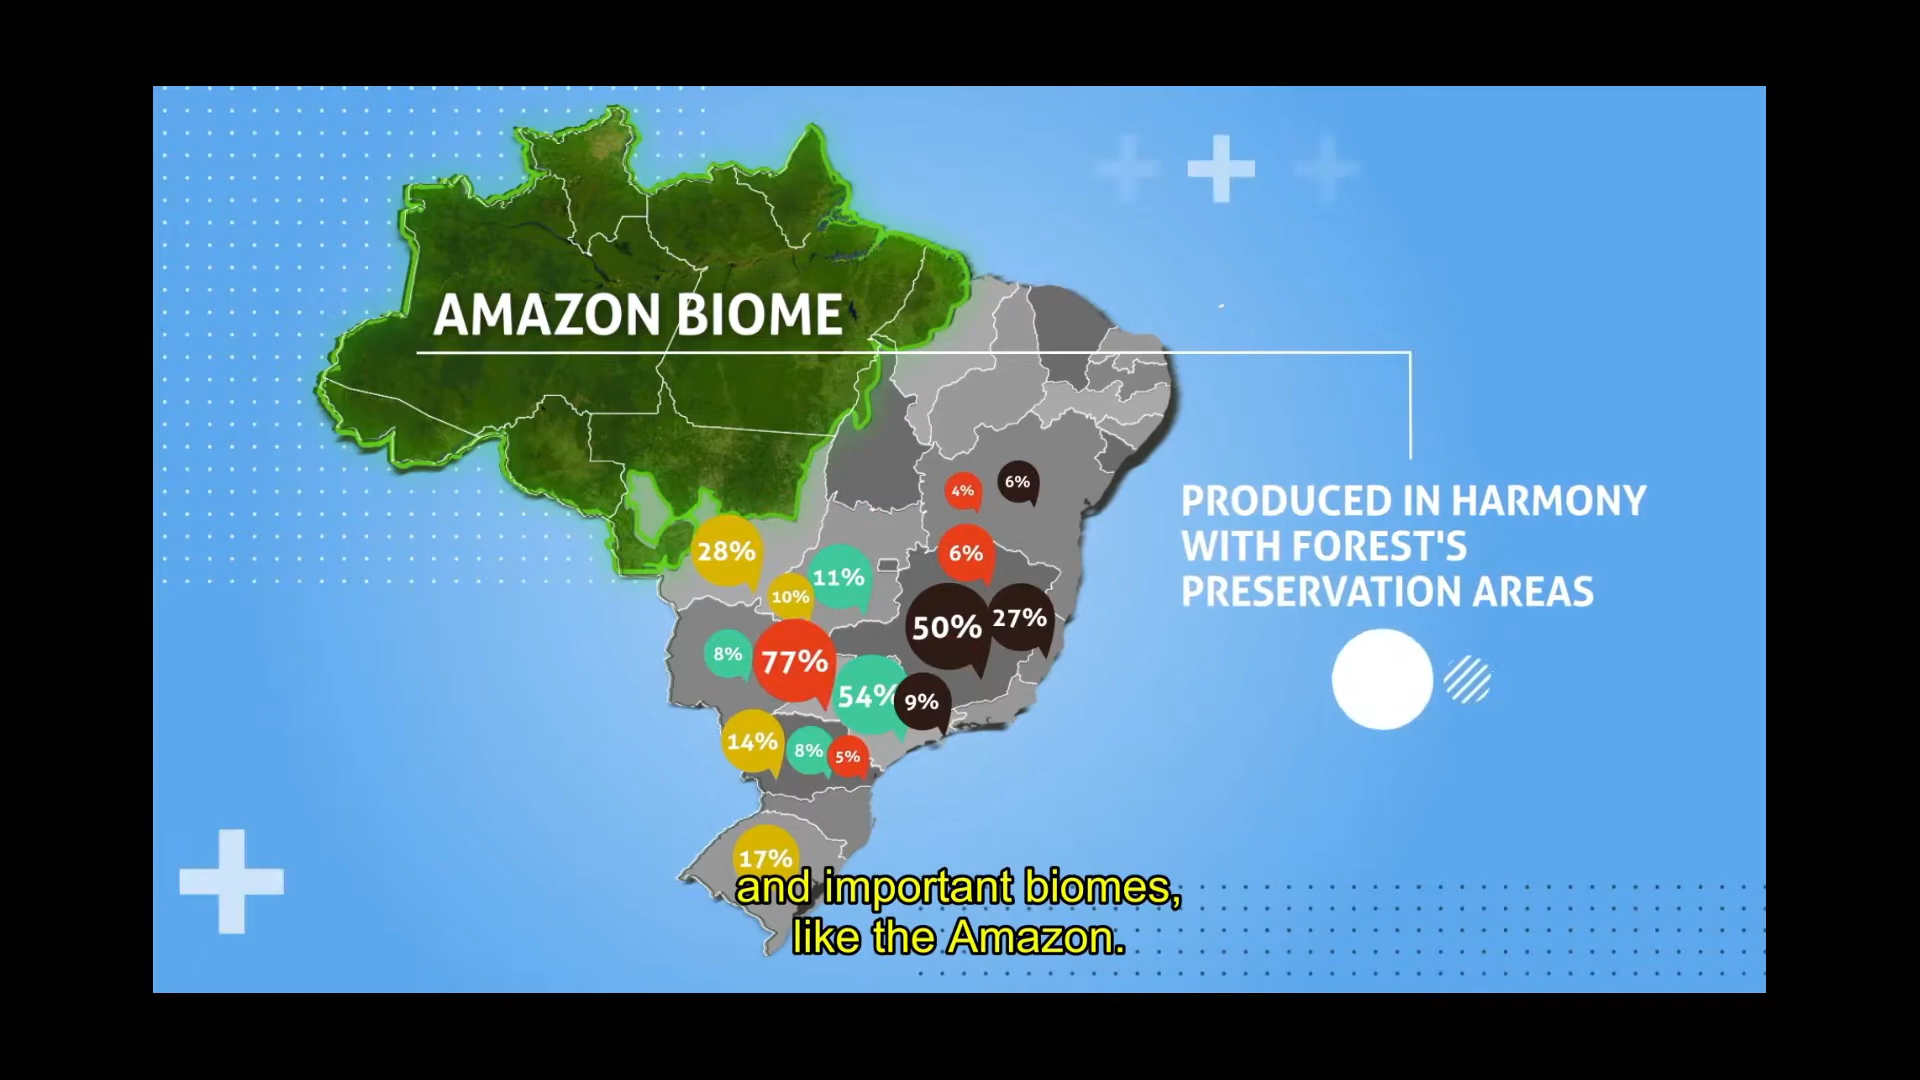 AMAZON BIOME
4%
6%
PRODUCED IN HARMONY
WITH FOREST'S
PRESERVATION AREAS
28%
11%
6%
10%
50%
27%
8%
77%
54%
9%
14%
8%
5%
17%
and important biomes,
like the Amazon.